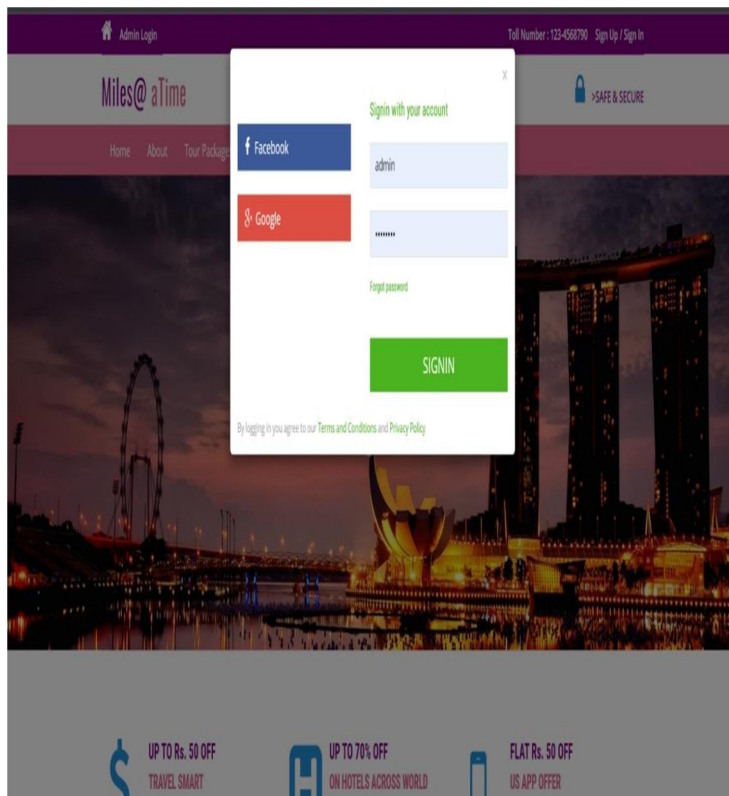 Admin Login
Toll Number : 123-4568790 Sign Up / Sign In
Miles@ aTime
>SAFE & SECURE
Home About Tour Package
x
Signin with your account
f Facebook
admin
g+ Google
••••••••
Forgot password
SIGNIN
By logging in you agree to our Terms and Conditions and Privacy Policy
UP TO Rs. 50 OFF
TRAVEL SMART
UP TO 70% OFF
ON HOTELS ACROSS WORLD
FLAT Rs. 50 OFF
US APP OFFER